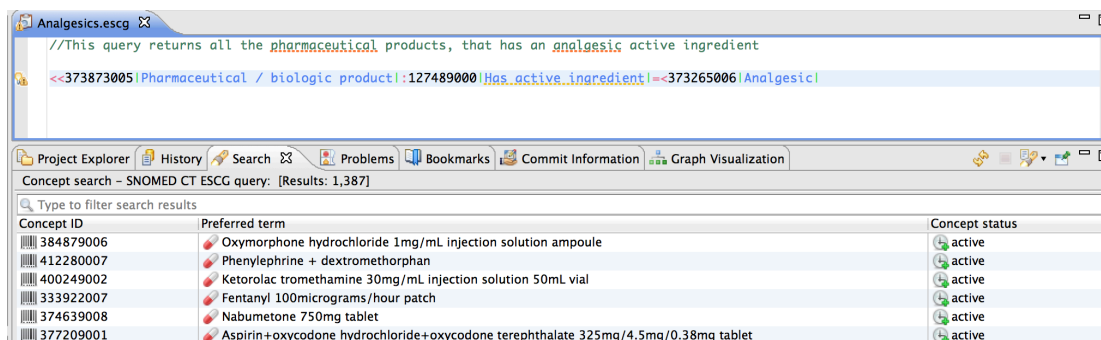 Analgesics.escg
//This query returns all the pharmaceutical products, that has an analgesic active ingredient
<<373873005|Pharmaceutical / biologic product|:127489000|Has active ingredient|=<373265006|Analgesic|
Project Explorer History Search Problems Bookmarks Commit Information Graph Visualization
Concept search – SNOMED CT ESCG query: [Results: 1,387]
Type to filter search results
Concept ID Preferred term Concept status
384879006 Oxymorphone hydrochloride 1mg/mL injection solution ampoule active
412280007 Phenylephrine + dextromethorphan active
400249002 Ketorolac tromethamine 30mg/mL injection solution 50mL vial active
333922007 Fentanyl 100micrograms/hour patch active
374639008 Nabumetone 750mg tablet active
377209001 Aspirin+oxycodone hydrochloride+oxycodone terephthalate 325mg/4.5mg/0.38mg tablet active